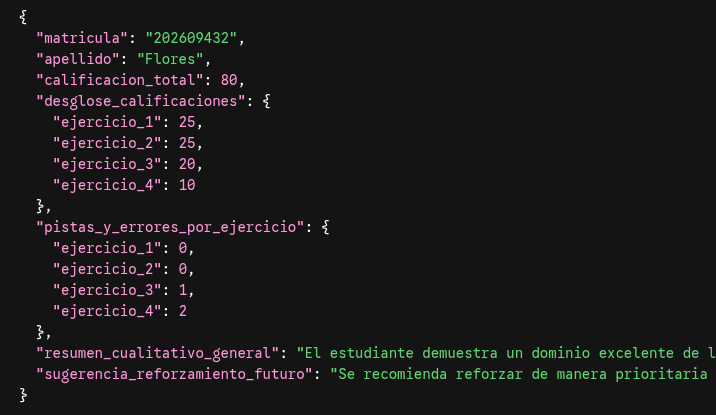 {
"matricula": "202609432",
"apellido": "Flores",
"calificacion_total": 80,
"desglose_calificaciones": {
"ejercicio_1": 25,
"ejercicio_2": 25,
"ejercicio_3": 20,
"ejercicio_4": 10
},
"pistas_y_errores_por_ejercicio": {
"ejercicio_1": 0,
"ejercicio_2": 0,
"ejercicio_3": 1,
"ejercicio_4": 2
},
"resumen_cualitativo_general": "El estudiante demuestra un dominio excelente de l
"sugerencia_reforzamiento_futuro": "Se recomienda reforzar de manera prioritaria
}